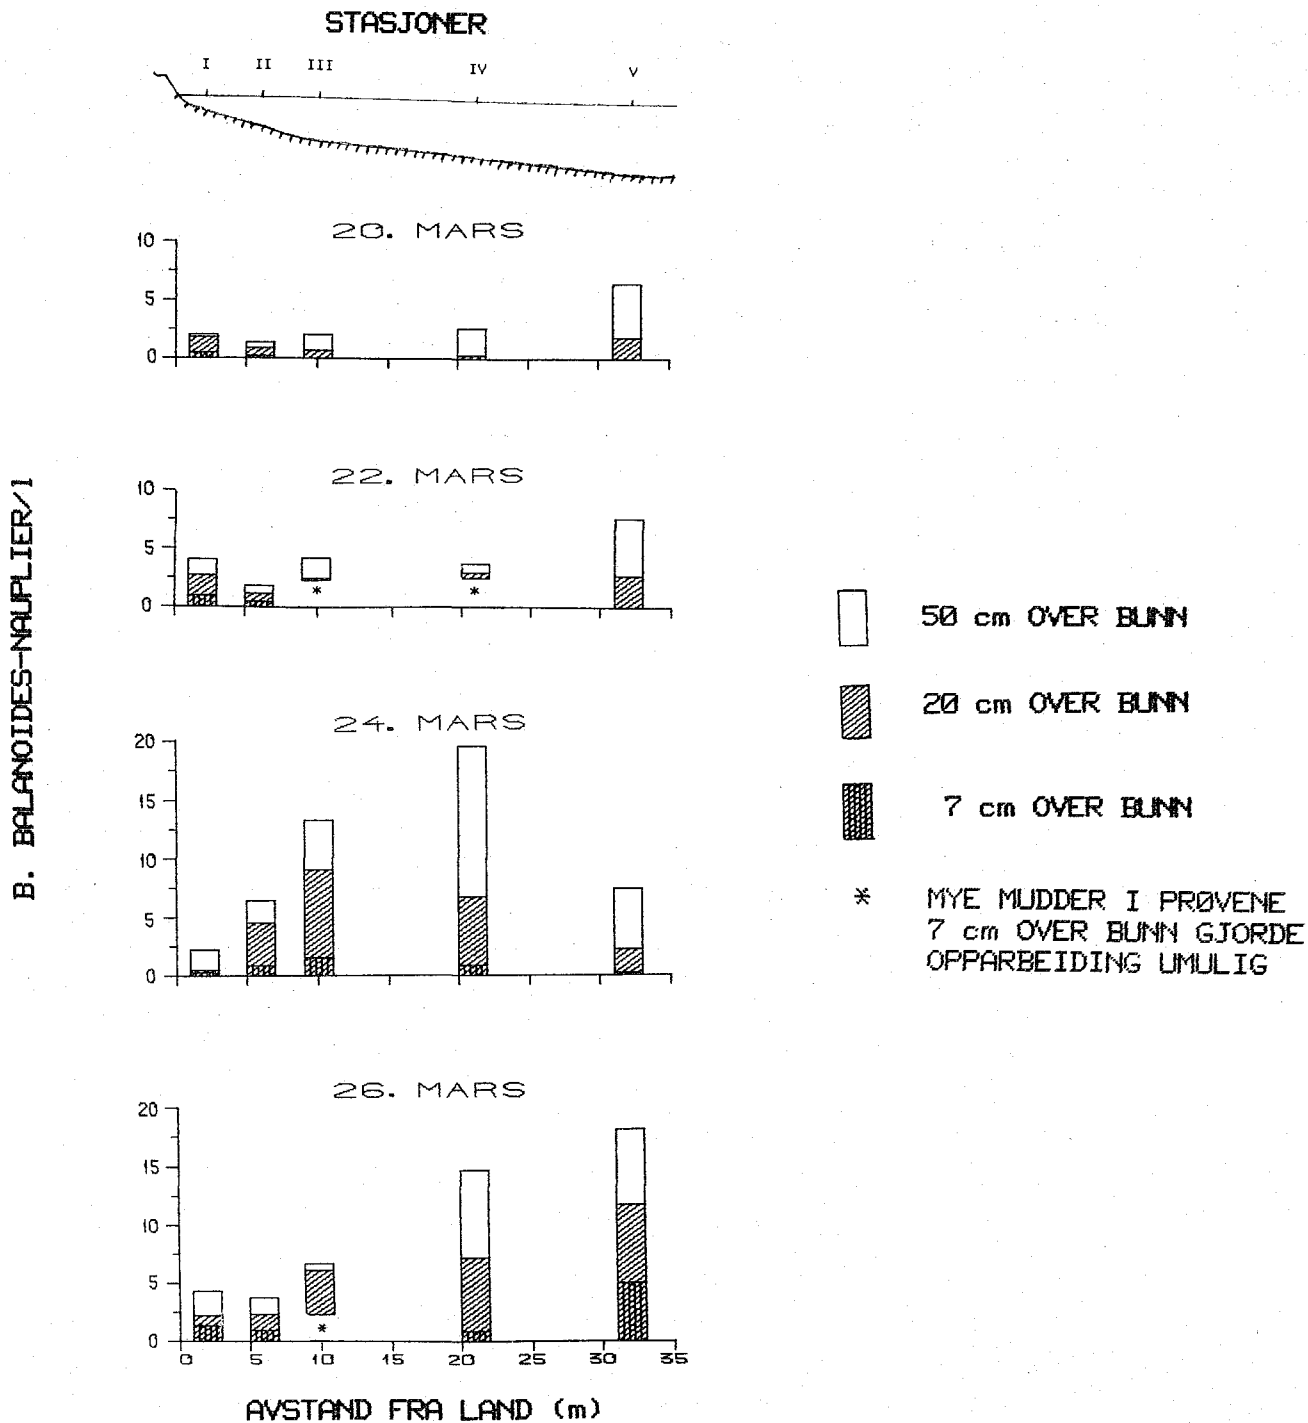 STASJONER
I II III IV V
20. MARS
10
5
0
22. MARS
10
5
0
24. MARS
20
15
10
5
0
26. MARS
20
15
10
5
0
0 5 10 15 20 25 30 35
AVSTAND FRA LAND (m)
B. BALANOIDES-NAUPLIER/l
50 cm OVER BUNN
20 cm OVER BUNN
7 cm OVER BUNN
* MYE MUDDER I PRØVENE
7 cm OVER BUNN GJORDE
OPPARBEIDING UMULIG
*
*
*